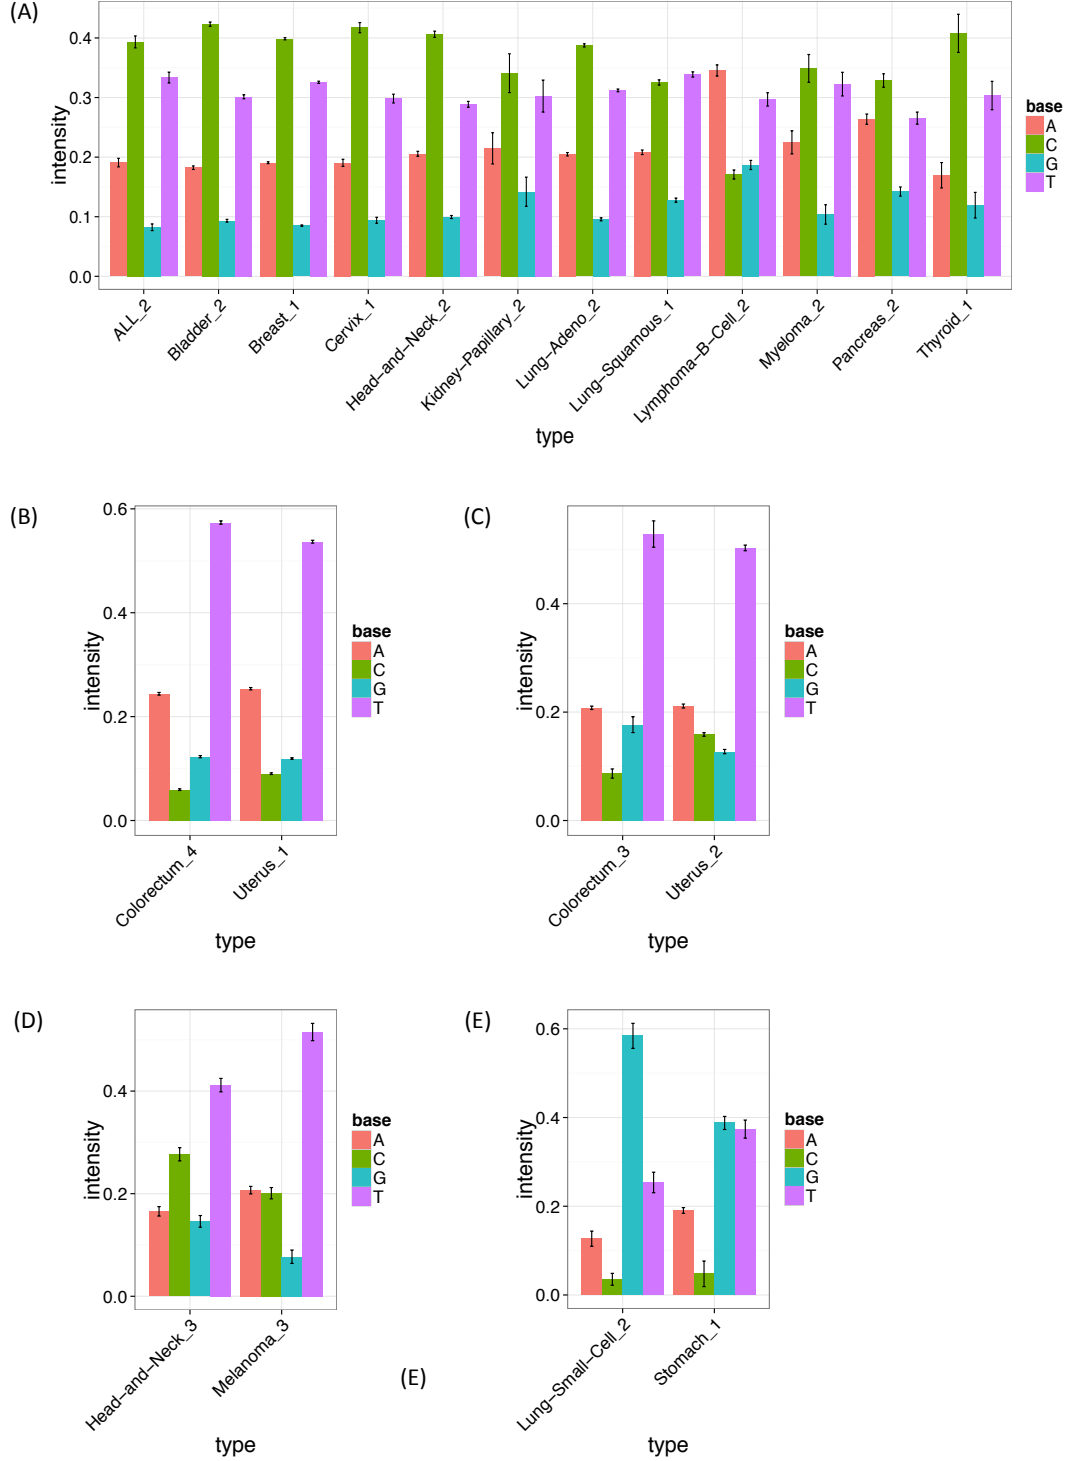 (A)
0.4
0.3
0.2
0.1
0.0
intensity
ALL_2
Bladder_2
Breast_1
Cervix_1
Head−and−Neck_2
Kidney−Papillary_2
Lung−Adeno_2
Lung−Squamous_1
Lymphoma−B−Cell_2
Myeloma_2
Pancreas_2
Thyroid_1
type
base
A
C
G
T
(B)
0.6
0.4
0.2
0.0
intensity
Colorectum_4
Uterus_1
type
base
A
C
G
T
(C)
0.4
0.2
0.0
intensity
Colorectum_3
Uterus_2
type
base
A
C
G
T
(D)
0.4
0.2
0.0
intensity
Head−and−Neck_3
Melanoma_3
type
base
A
C
G
T
(E)
0.6
0.4
0.2
0.0
intensity
Lung−Small−Cell_2
Stomach_1
type
base
A
C
G
T
(E)